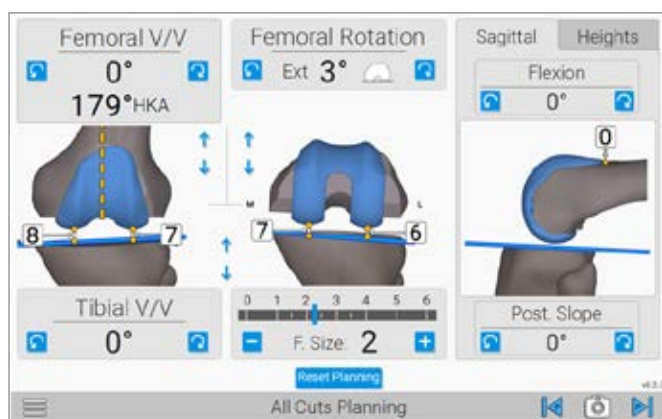 Femoral V/V
0°
179°HKA
Femoral Rotation
Ext 3°
Sagittal
Heights
Flexion
0°
0
8
7
M
L
7
6
Tibial V/V
0°
0 1 2 3 4 5 6
F. Size 2
Post. Slope
0°
Reset Planning
All Cuts Planning